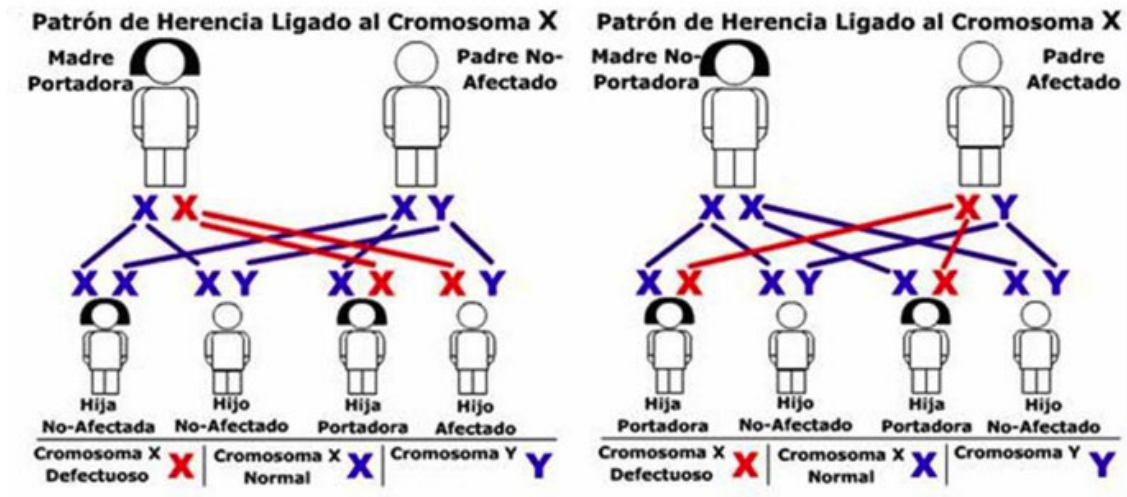 Patrón de Herencia Ligado al Cromosoma X
Madre
Portadora
Padre No-
Afectado
X X
X Y
X X
X Y
X X
X Y
Hija
No-Afectada
Hijo
No-Afectado
Hija
Portadora
Hijo
Afectado
Cromosoma X
Defectuoso X
Cromosoma X
Normal X
Cromosoma Y Y
Patrón de Herencia Ligado al Cromosoma X
Madre No-
Portadora
Padre
Afectado
X X
X Y
X X
X Y
X X
X Y
Hija
Portadora
Hijo
No-Afectado
Hija
Portadora
Hijo
No-Afectado
Cromosoma X
Defectuoso X
Cromosoma X
Normal X
Cromosoma Y Y